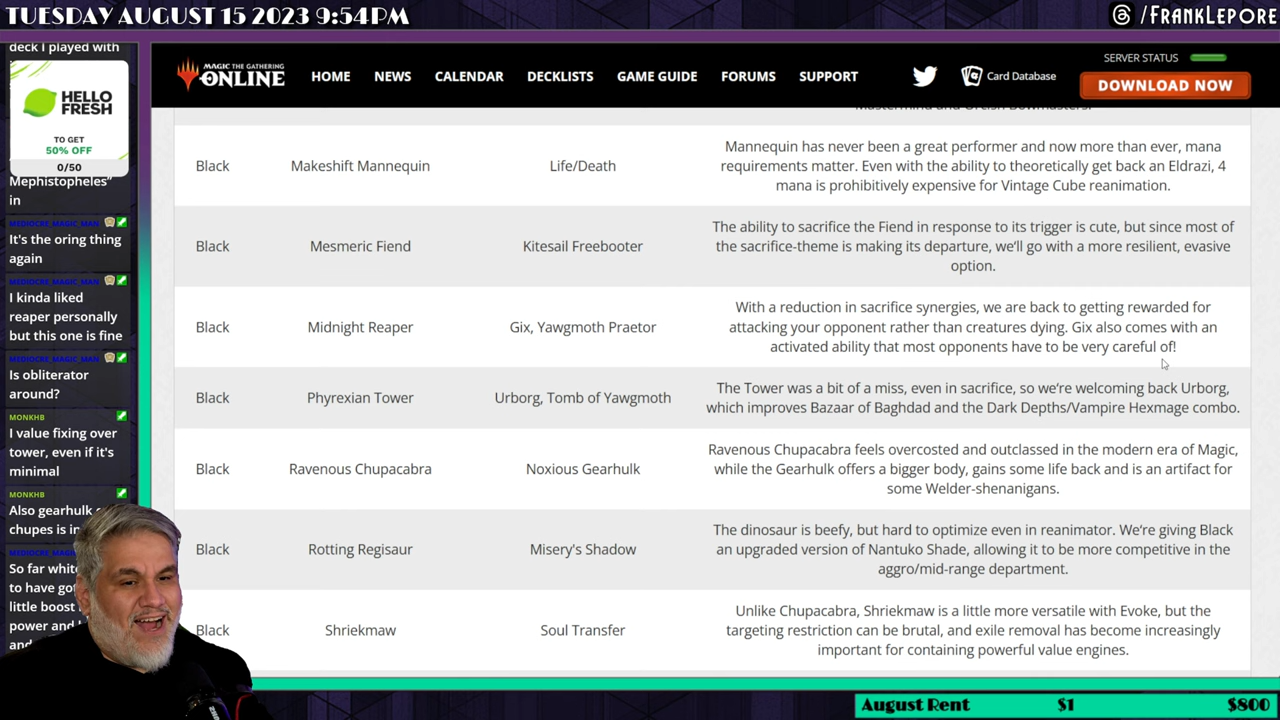 TUESDAY AUGUST 15 2023 9:54PM
/FRANKLEPORE
deck I played with
HELLO
FRESH
TO GET
50% OFF
0/50
Mephistopheles"
in
MEDIOCRE_MAGIC_MAN
It's the oring thing
again
MEDIOCRE_MAGIC_MAN
I kinda liked
reaper personally
but this one is fine
MEDIOCRE_MAGIC_MAN
Is obliterator
around?
MONKHB
I value fixing over
tower, even if it's
minimal
MONKHB
Also gearhulk
chupes is in
MEDIOCRE_MAGIC
So far white
to have got
little boost
power and
and
MAGIC THE GATHERING
ONLINE
HOME NEWS CALENDAR DECKLISTS GAME GUIDE FORUMS SUPPORT
Card Database
SERVER STATUS
DOWNLOAD NOW
Mastermind and Orcish Bowmasters.
Black Makeshift Mannequin Life/Death
Mannequin has never been a great performer and now more than ever, mana
requirements matter. Even with the ability to theoretically get back an Eldrazi, 4
mana is prohibitively expensive for Vintage Cube reanimation.
Black Mesmeric Fiend Kitesail Freebooter
The ability to sacrifice the Fiend in response to its trigger is cute, but since most of
the sacrifice-theme is making its departure, we'll go with a more resilient, evasive
option.
Black Midnight Reaper Gix, Yawgmoth Praetor
With a reduction in sacrifice synergies, we are back to getting rewarded for
attacking your opponent rather than creatures dying. Gix also comes with an
activated ability that most opponents have to be very careful of!
Black Phyrexian Tower Urborg, Tomb of Yawgmoth
The Tower was a bit of a miss, even in sacrifice, so we're welcoming back Urborg,
which improves Bazaar of Baghdad and the Dark Depths/Vampire Hexmage combo.
Black Ravenous Chupacabra Noxious Gearhulk
Ravenous Chupacabra feels overcosted and outclassed in the modern era of Magic,
while the Gearhulk offers a bigger body, gains some life back and is an artifact for
some Welder-shenanigans.
Black Rotting Regisaur Misery's Shadow
The dinosaur is beefy, but hard to optimize even in reanimator. We're giving Black
an upgraded version of Nantuko Shade, allowing it to be more competitive in the
aggro/mid-range department.
Black Shriekmaw Soul Transfer
Unlike Chupacabra, Shriekmaw is a little more versatile with Evoke, but the
targeting restriction can be brutal, and exile removal has become increasingly
important for containing powerful value engines.
August Rent $1 $800